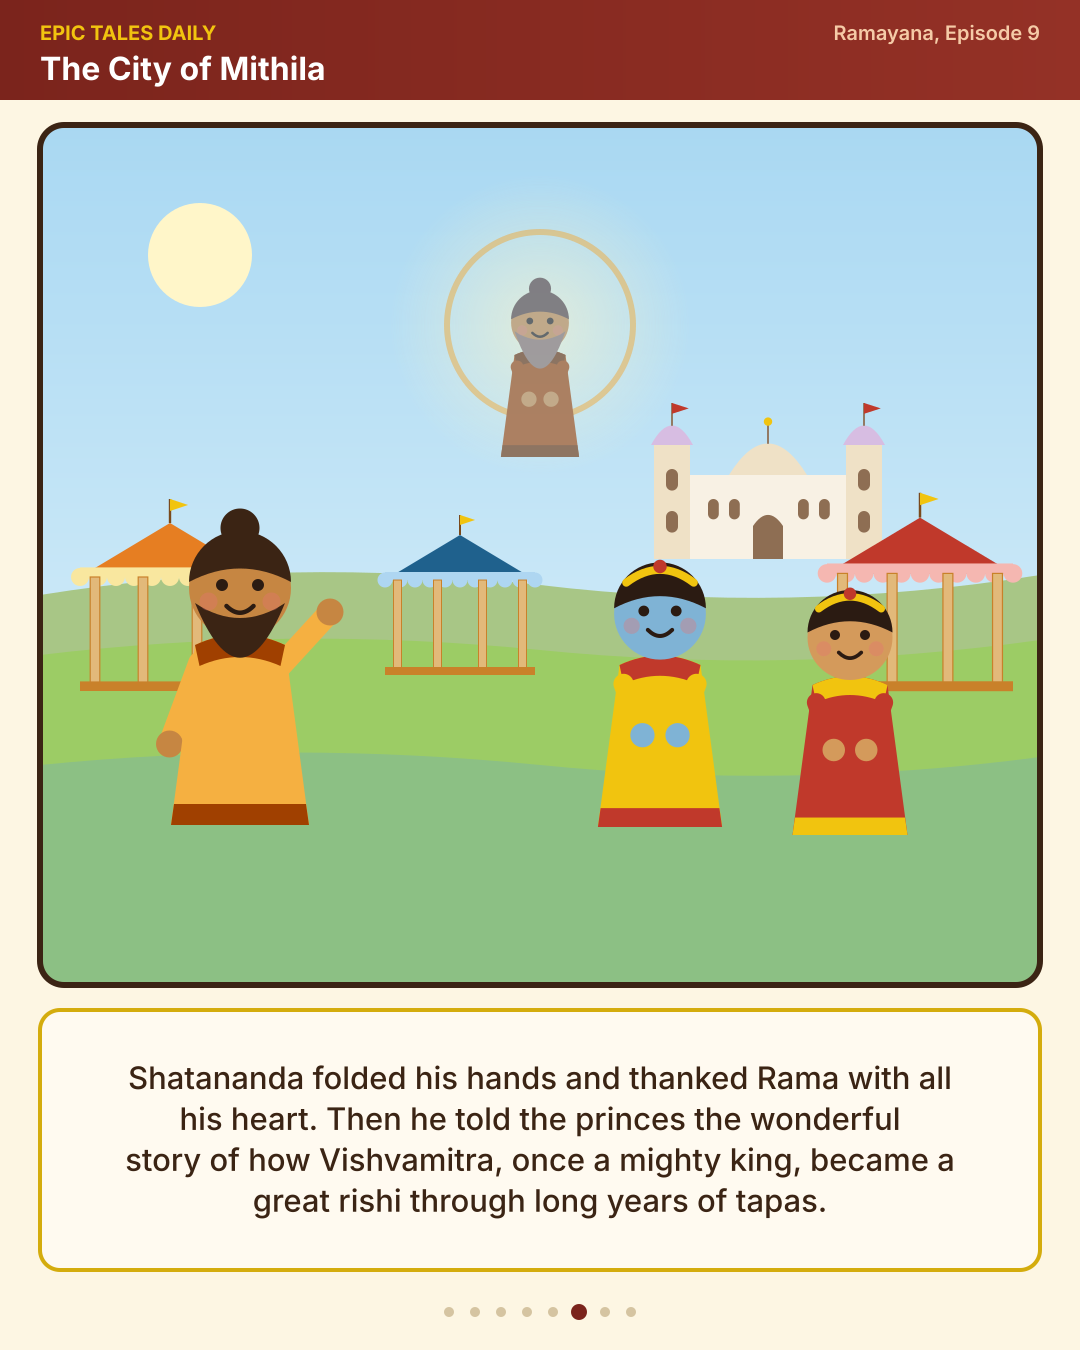 EPIC TALES DAILY
Ramayana, Episode 9
The City of Mithila
Shatananda folded his hands and thanked Rama with all
his heart. Then he told the princes the wonderful
story of how Vishvamitra, once a mighty king, became a
great rishi through long years of tapas.